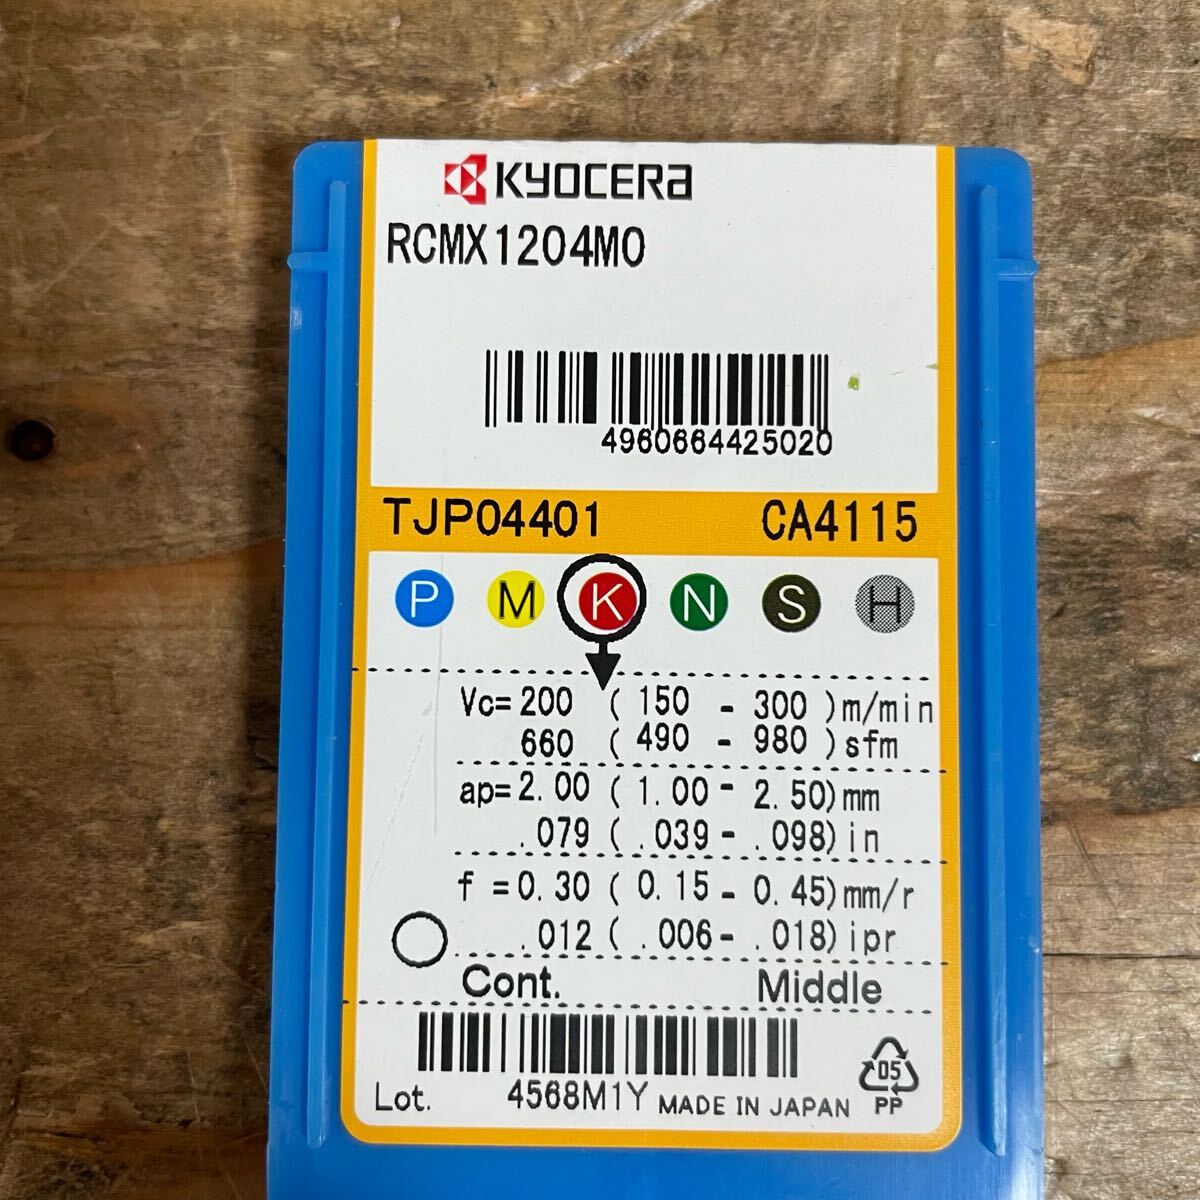 KYOCERA
RCMX1204M0
4960664425020
TJP04401 CA4115
P M K N S H
Vc=200 (150 - 300)m/min
660 (490 - 980)sfm
ap=2.00 (1.00 - 2.50)mm
.079 (.039 - .098)in
f =0.30 (0.15 - 0.45)mm/r
.012 (.006 - .018)ipr
Cont. Middle
Lot. 4568M1Y MADE IN JAPAN
05
PP